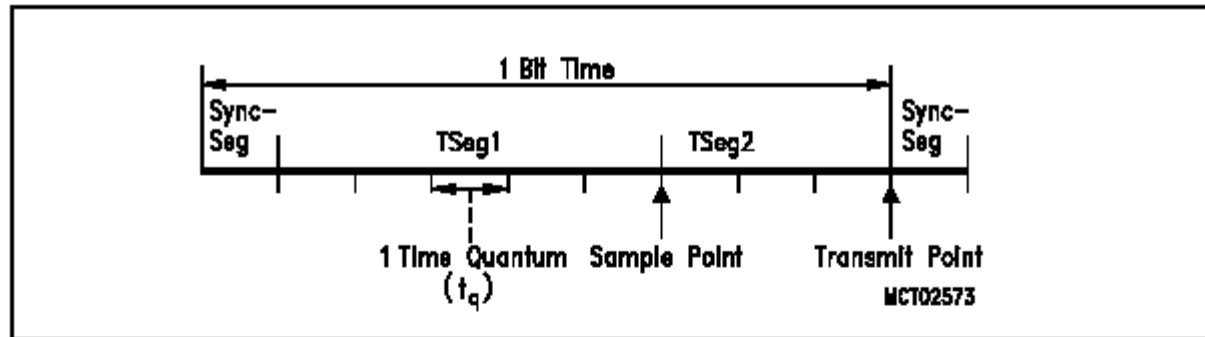 1 Bit Time
Sync-
Seg
TSeg1
TSeg2
Sync-
Seg
1 Time Quantum
(tq)
Sample Point
Transmit Point
MCT02573